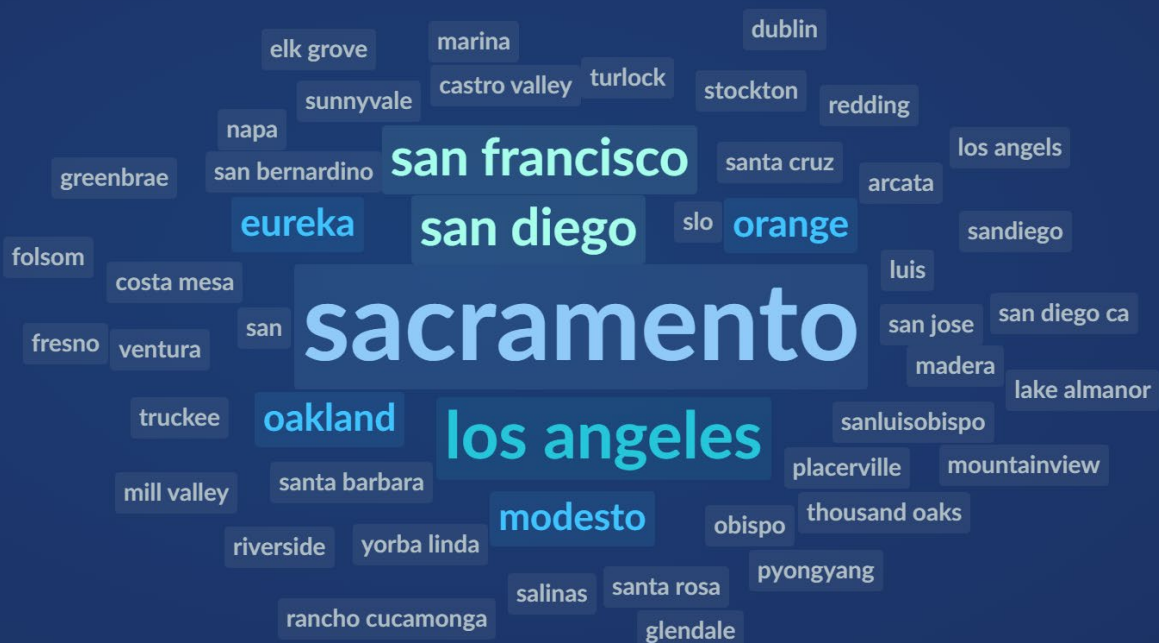 dublin
elk grove
marina
castro valley
turlock
sunnyvale
stockton
redding
napa
los angels
san francisco
santa cruz
greenbrae
san bernardino
arcata
eureka
san diego
slo
orange
sandiego
folsom
luis
costa mesa
sacramento
san
san jose
san diego ca
fresno
ventura
madera
lake almanor
truckee
oakland
los angeles
sanluisobispo
placerville
mountainview
mill valley
santa barbara
modesto
obispo
thousand oaks
riverside
yorba linda
pyongyang
salinas
santa rosa
rancho cucamonga
glendale